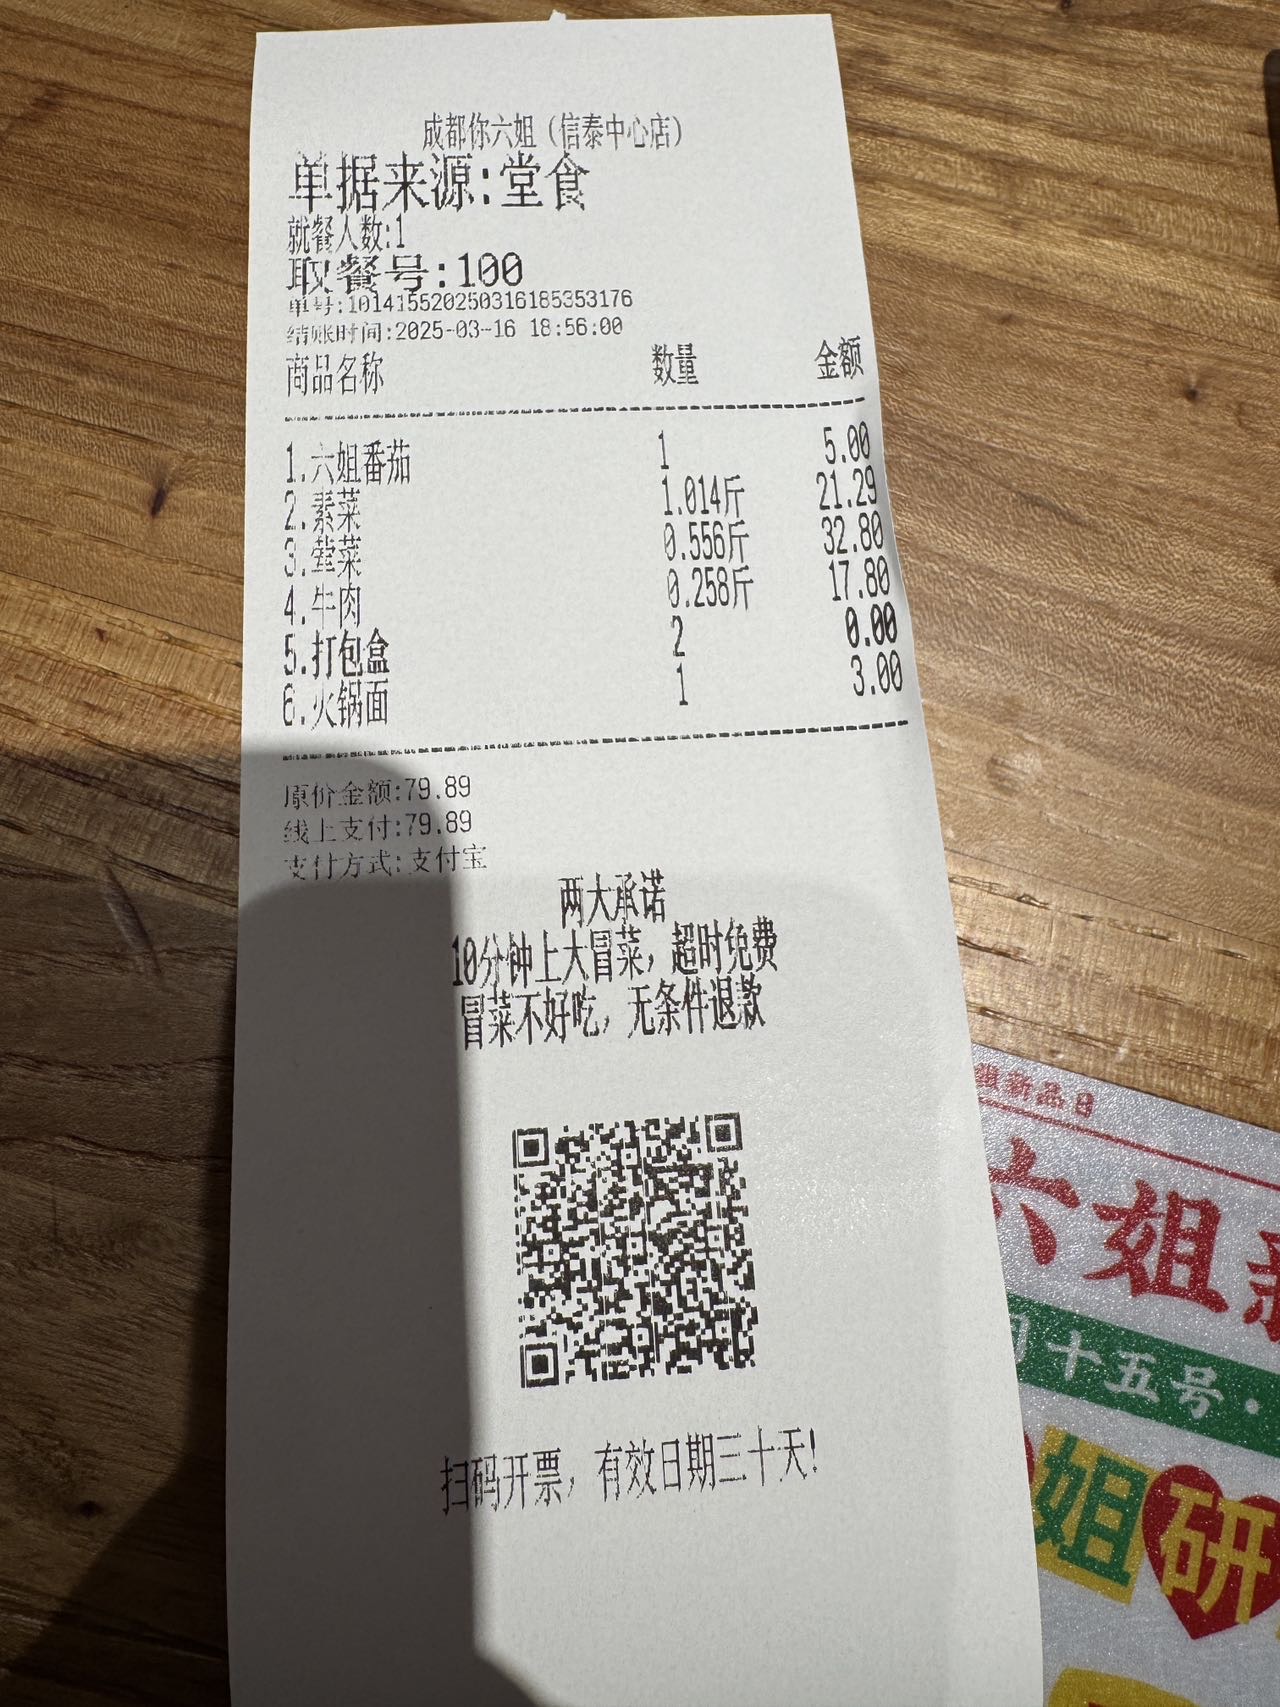 成都你六姐（信泰中心店）
单据来源:堂食
就餐人数:1
取餐号:100
单号:10141552025031618535317​6
结账时间:2025-03-16 18:56:00
商品名称 数量 金额
1.六姐番茄 1 5.00
2.素菜 1.014斤 21.29
3.荤菜 0.556斤 32.80
4.牛肉 0.258斤 17.80
5.打包盒 2 0.00
6.火锅面 1 3.00
原价金额:79.89
线上支付:79.89
支付方式:支付宝
两大承诺
10分钟上大冒菜，超时免费
冒菜不好吃，无条件退款
扫码开票，有效日期三十天!
新品日
六姐
十五号·
姐研